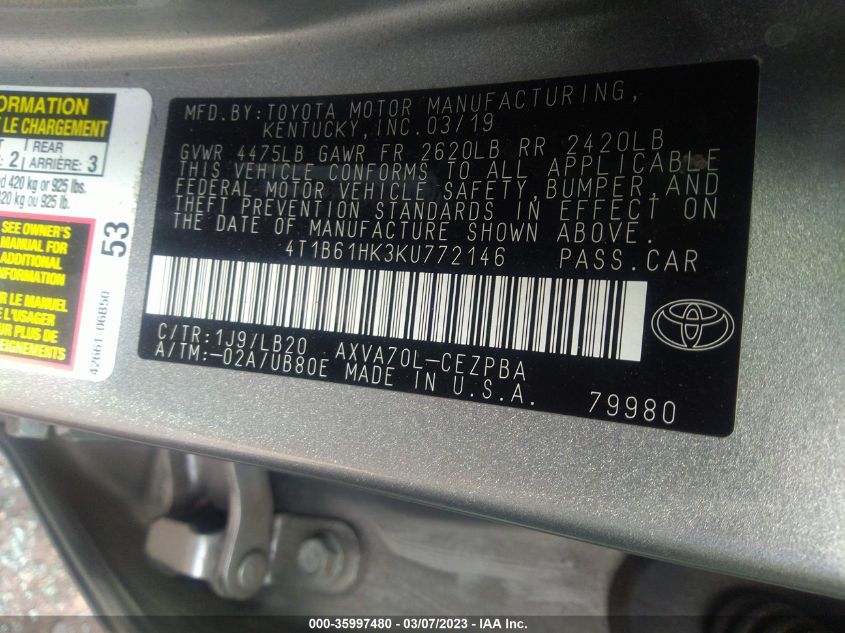 ORMATION
LE CHARGEMENT
2
REAR
ARRIÈRE: 3
420 kg or 925 lbs.
420 kg ou 925 lb.
SEE OWNER'S
MANUAL FOR
ADDITIONAL
INFORMATION
LE MANUEL
L'USAGER
UR PLUS DE
EIGNEMENTS
53
42661-06B50
MFD.BY:TOYOTA MOTOR MANUFACTURING,
KENTUCKY, INC. 03/19
GVWR 4475LB GAWR FR 2620LB RR 2420LB
THIS VEHICLE CONFORMS TO ALL APPLICABLE
FEDERAL MOTOR VEHICLE SAFETY, BUMPER, AND
THEFT PREVENTION STANDARDS IN EFFECT ON
THE DATE OF MANUFACTURE SHOWN ABOVE.
4T1B61HK3KU772146 PASS.CAR
C/TR:1J9/LB20 AXVA70L-CEZPBA
A/TM:-02A/UB80E MADE IN U.S.A.
79980
000-35997480 — 03/07/2023 — IAA Inc.